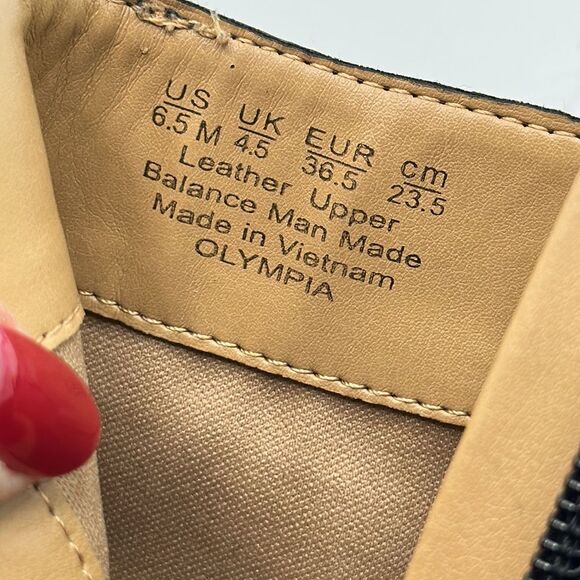 US UK EUR cm
6.5 M 4.5 36.5 23.5
Leather Upper
Balance Man Made
Made in Vietnam
OLYMPIA